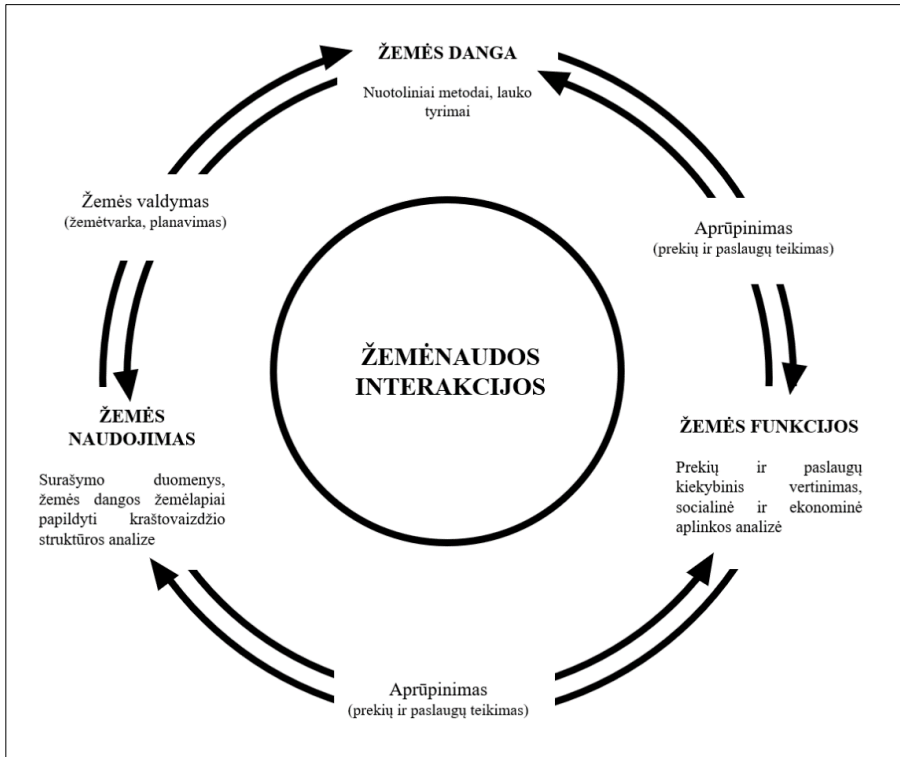 ŽEMĖS DANGA
Nuotoliniai metodai, lauko
tyrimai
Žemės valdymas
(žemėtvarka, planavimas)
Aprūpinimas
(prekių ir paslaugų teikimas)
ŽEMĖNAUDOS
INTERAKCIJOS
ŽEMĖS
NAUDOJIMAS
Surašymo duomenys,
žemės dangos žemėlapiai
papildyti kraštovaizdžio
struktūros analize
ŽEMĖS FUNKCIJOS
Prekių ir paslaugų
kiekybinis vertinimas,
socialinė ir ekonominė
aplinkos analizė
Aprūpinimas
(prekių ir paslaugų teikimas)